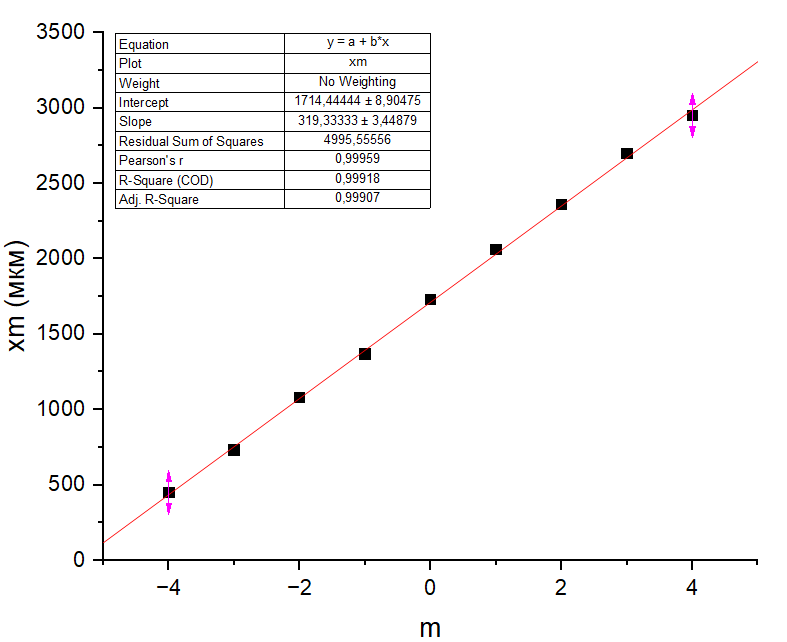 3500
3000
2500
2000
1500
1000
500
0
xm (мкм)
Equation y = a + b*x
Plot xm
Weight No Weighting
Intercept 1714,44444 ± 8,90475
Slope 319,33333 ± 3,44879
Residual Sum of Squares 4995,55556
Pearson's r 0,99959
R-Square (COD) 0,99918
Adj. R-Square 0,99907
−4 −2 0 2 4
m